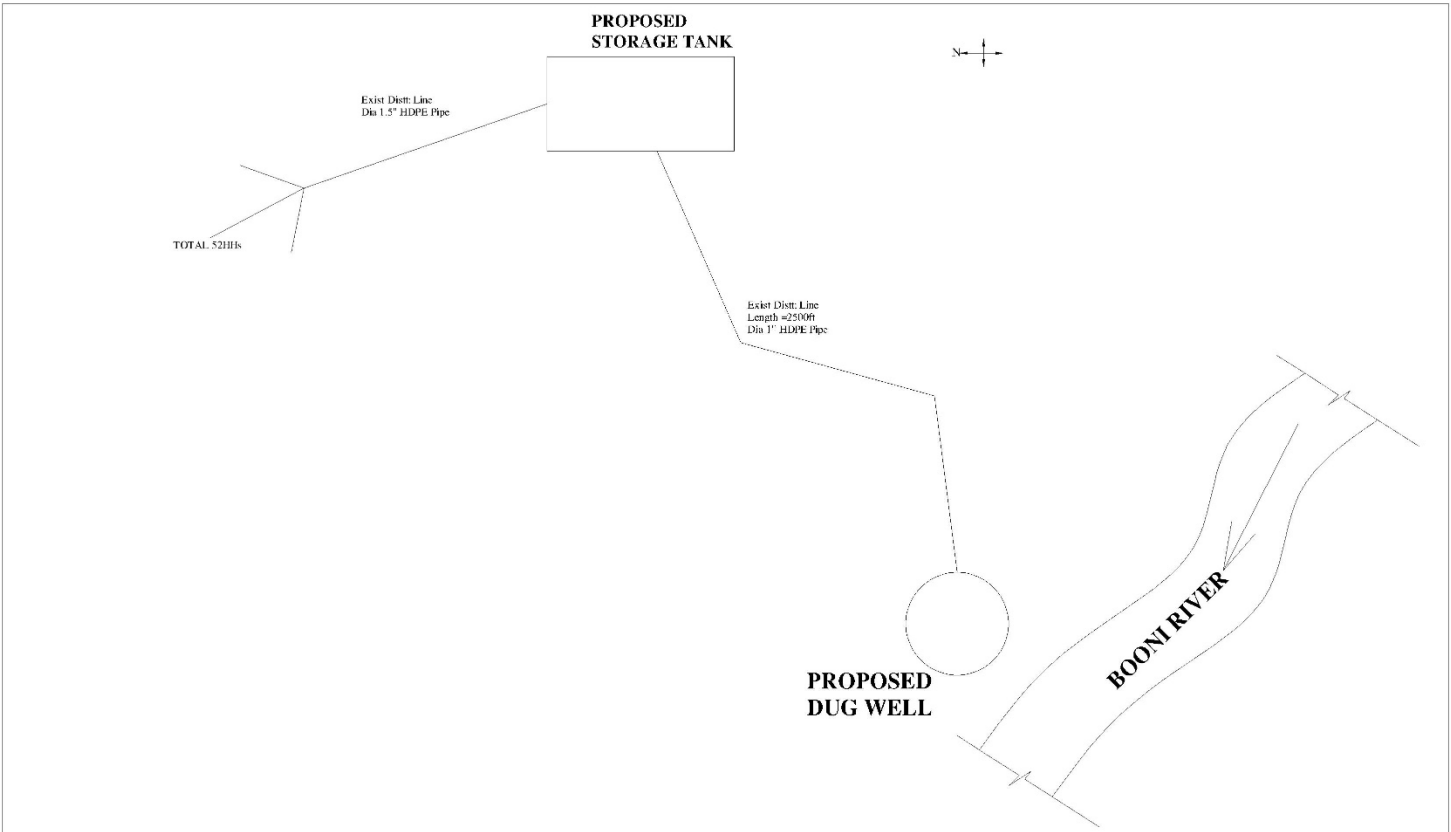 PROPOSED
STORAGE TANK
N
Exist Distt: Line
Dia 1.5" HDPE Pipe
TOTAL 52HHs
Exist Distt: Line
Length =2500ft
Dia 1" HDPE Pipe
BOONI RIVER
PROPOSED
DUG WELL